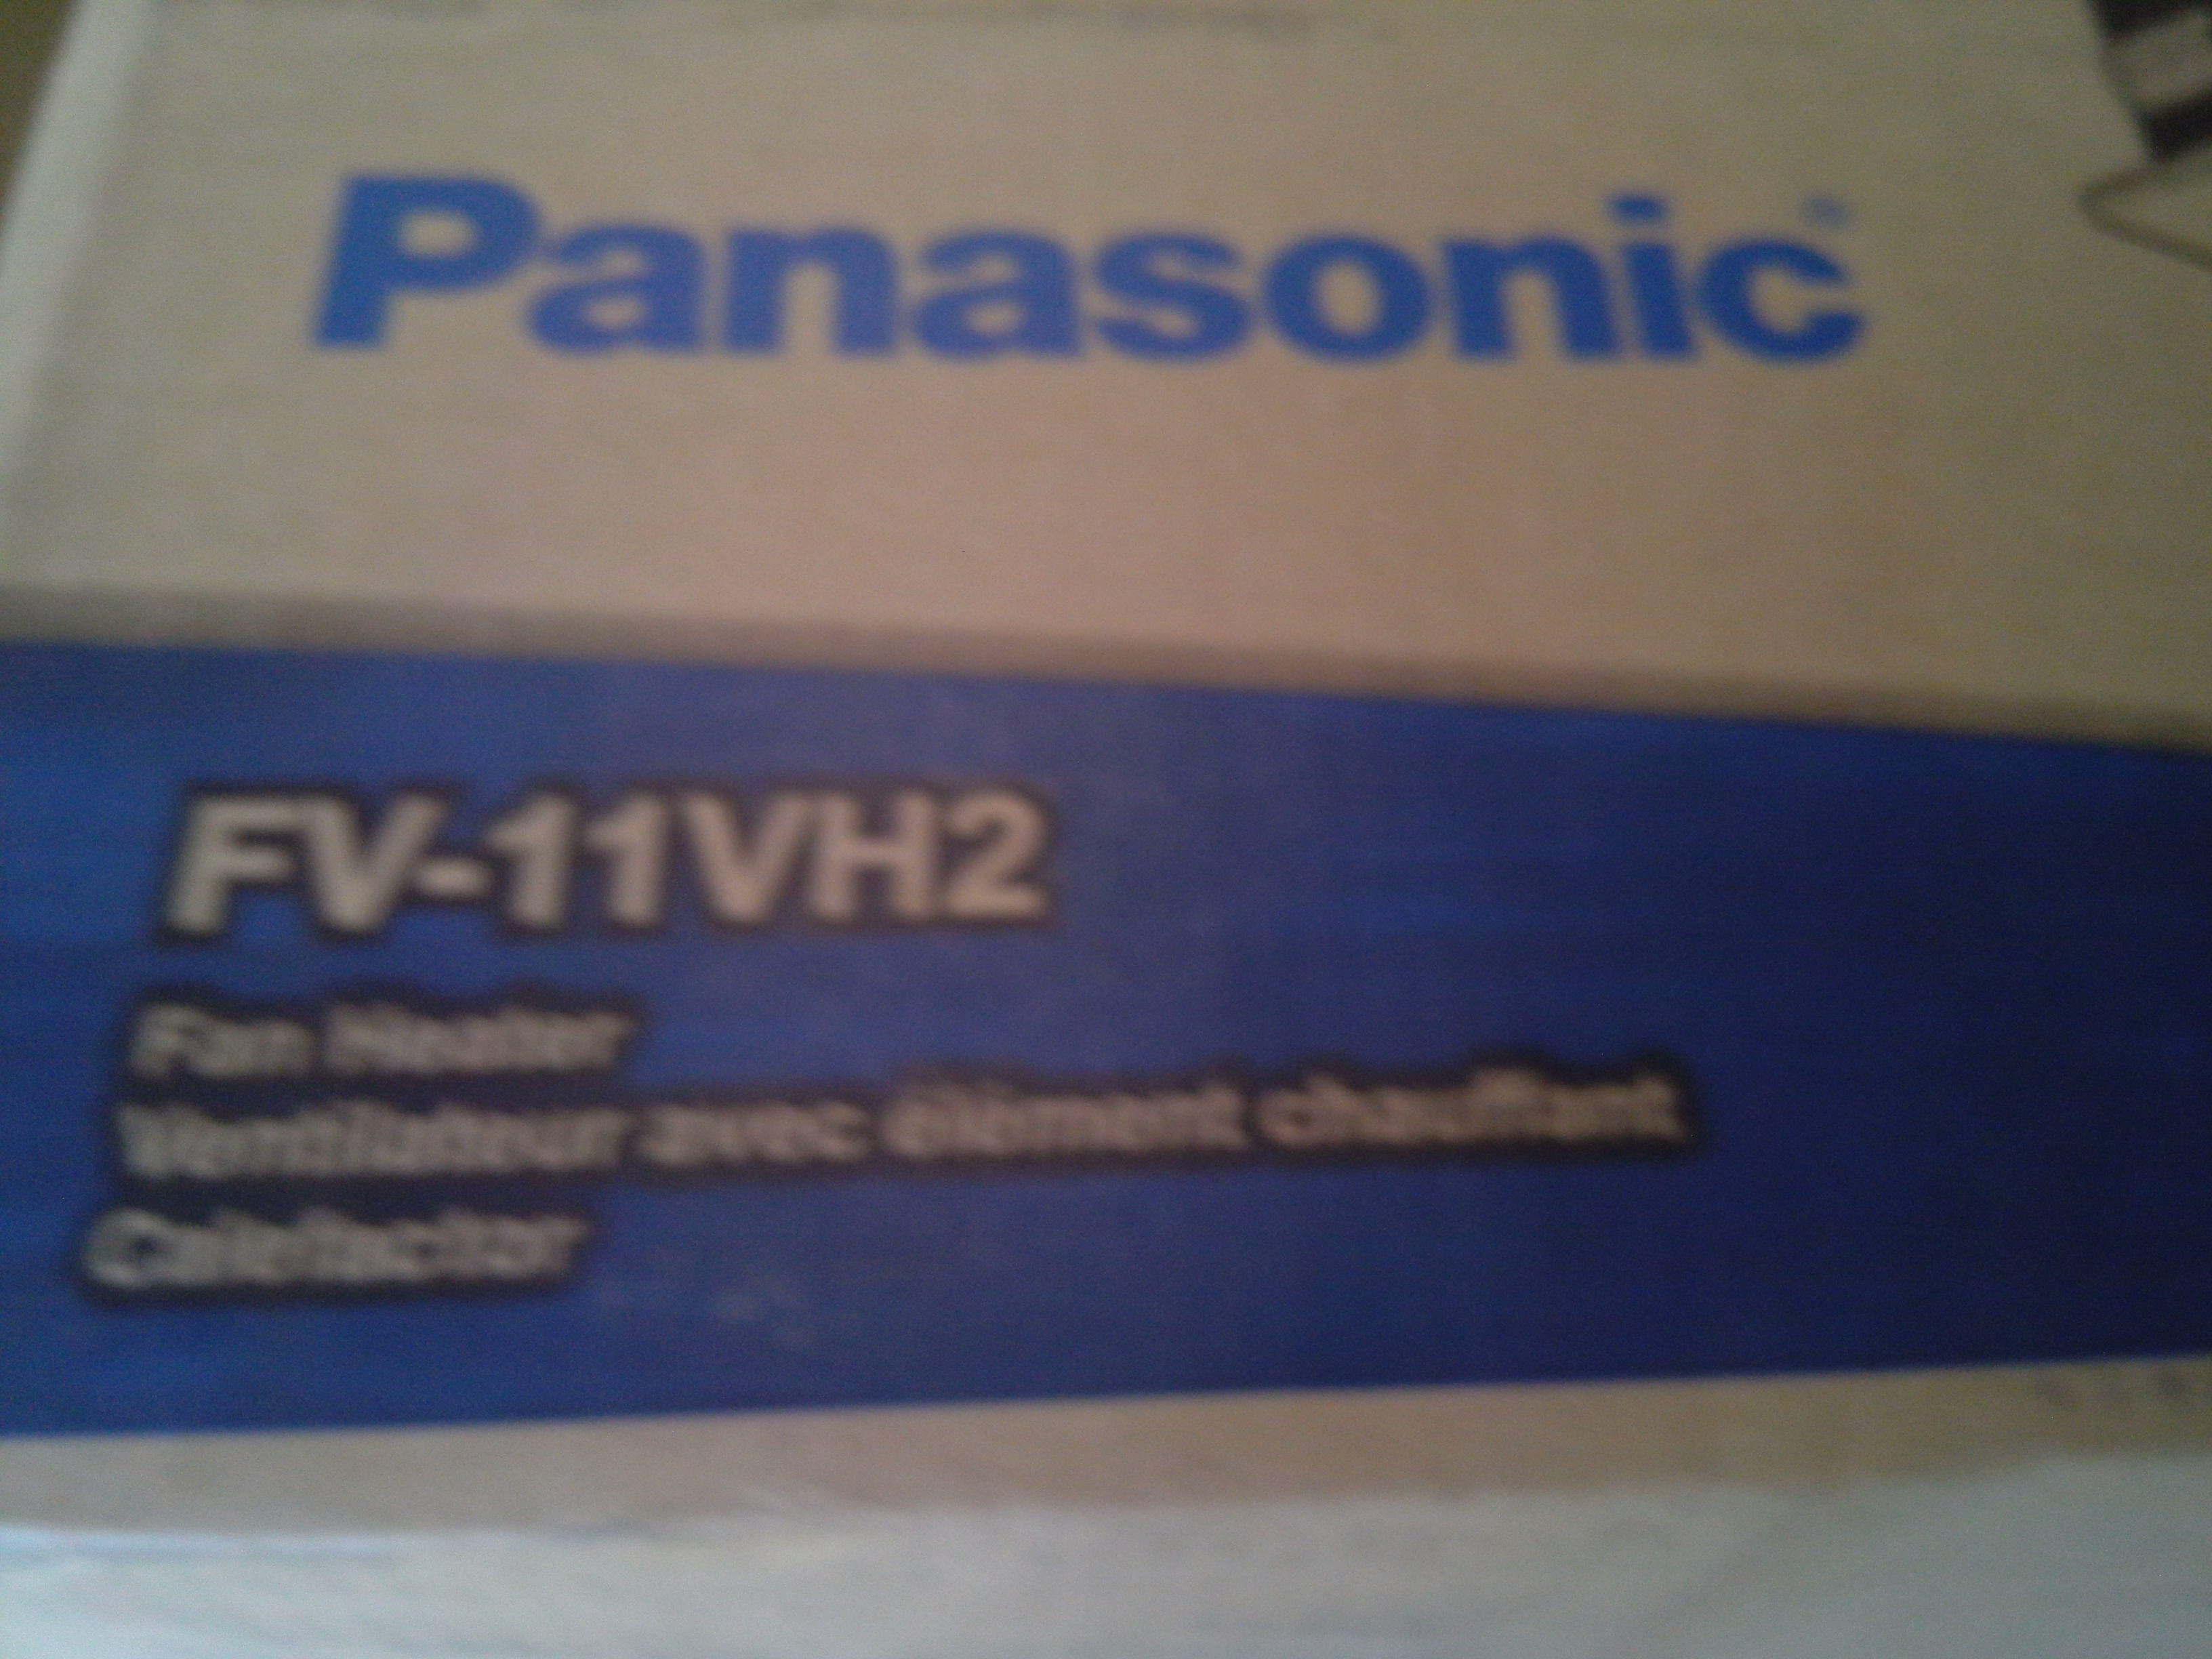 Panasonic
FV-11VH2
Fan Heater
Ventilateur avec élément chauffant
Calefactor